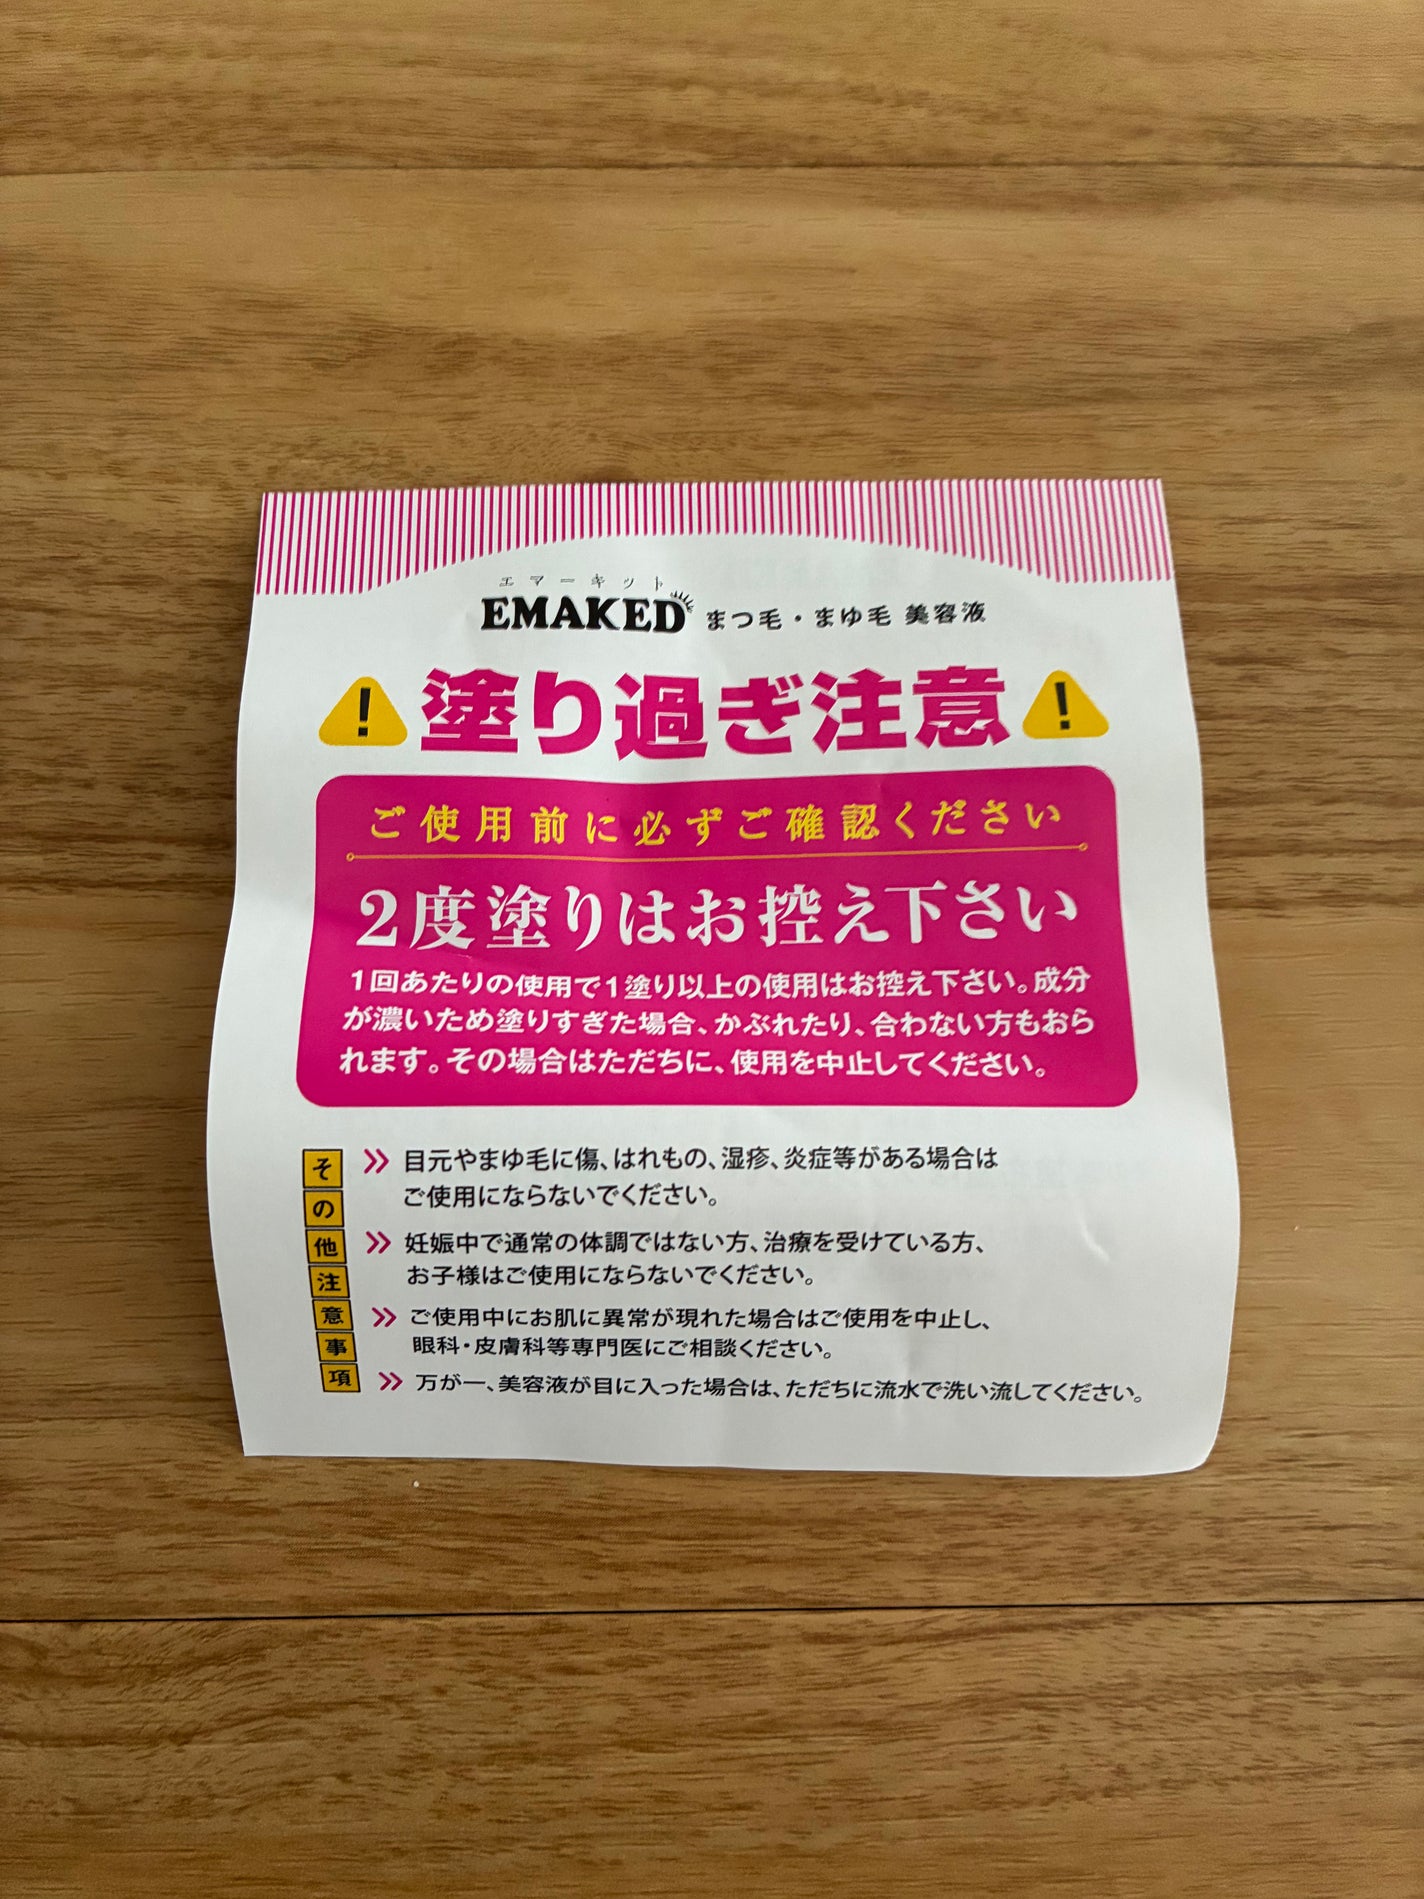 エマーキット
EMAKED まつ毛・まゆ毛 美容液
塗り過ぎ注意
ご使用前に必ずご確認ください
2度塗りはお控え下さい
1回あたりの使用で1塗り以上の使用はお控え下さい。成分
が濃いため塗りすぎた場合、かぶれたり、合わない方もおら
れます。その場合はただちに、使用を中止してください。
その他注意事項
目元やまゆ毛に傷、はれもの、湿疹、炎症等がある場合は
ご使用にならないでください。
妊娠中で通常の体調ではない方、治療を受けている方、
お子様はご使用にならないでください。
ご使用中にお肌に異常が現れた場合はご使用を中止し、
眼科・皮膚科等専門医にご相談ください。
万が一、美容液が目に入った場合は、ただちに流水で洗い流してください。